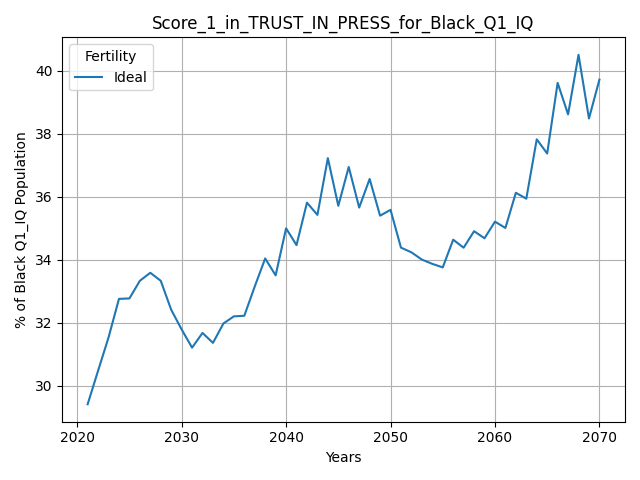 Score_1_in_TRUST_IN_PRESS_for_Black_Q1_IQ
Fertility
Ideal
% of Black Q1_IQ Population
40
38
36
34
32
30
2020 2030 2040 2050 2060 2070
Years